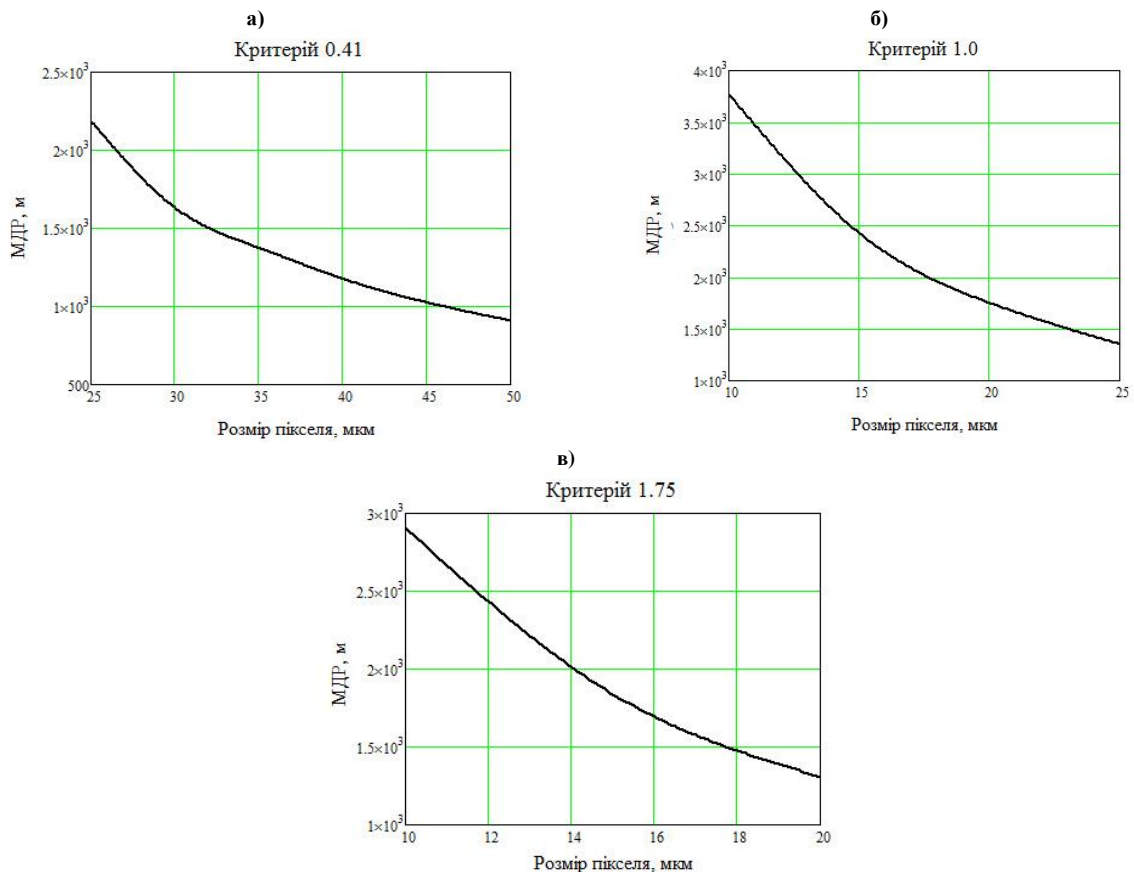 а)
Критерій 0.41
2.5×10³
2×10³
1.5×10³
1×10³
500
25 30 35 40 45 50
МДР, м
Розмір пікселя, мкм
б)
Критерій 1.0
4×10³
3.5×10³
3×10³
2.5×10³
2×10³
1.5×10³
1×10³
10 15 20 25
МДР, м
Розмір пікселя, мкм
в)
Критерій 1.75
3×10³
2.5×10³
2×10³
1.5×10³
1×10³
10 12 14 16 18 20
МДР, м
Розмір пікселя, мкм